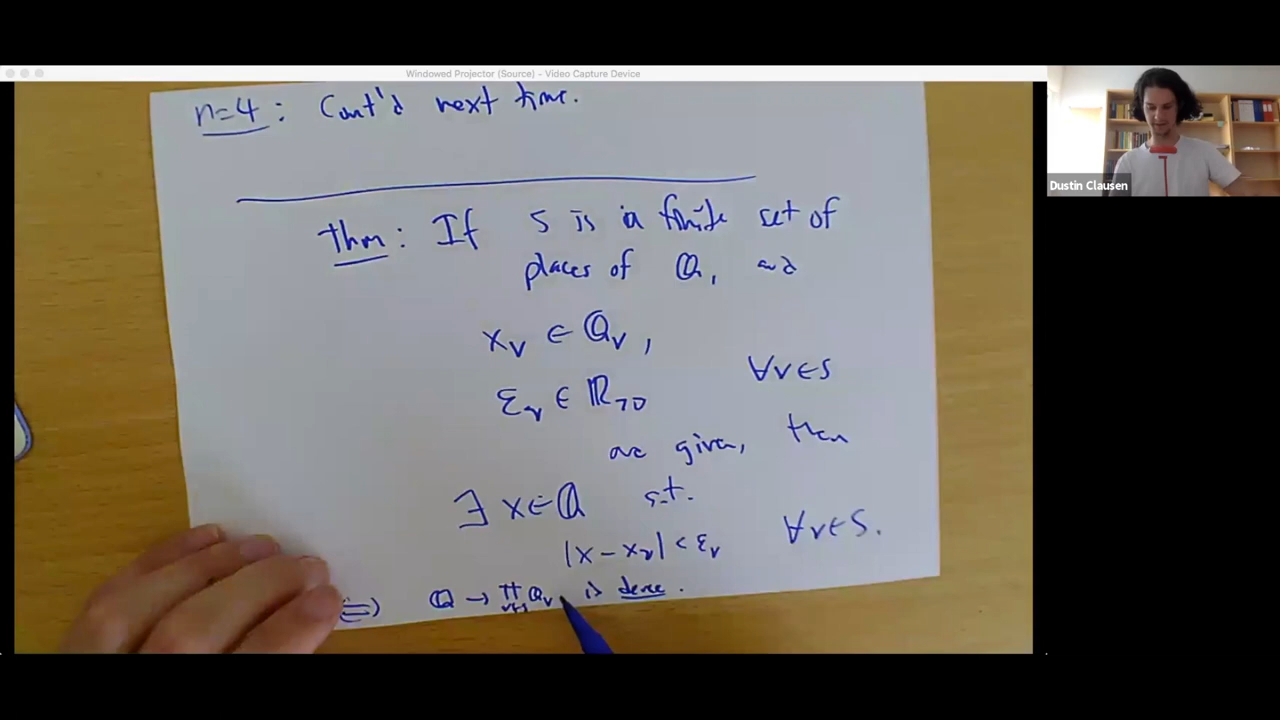 Windowed Projector (Source) - Video Capture Device
n=4: Cont'd next time.
Dustin Clausen
Thm: If S is a finite set of
places of ℚ, and
x_v ∈ ℚ_v,
∀v∈S
ε_v ∈ ℝ_>0
are given, then
∃ x∈ℚ s.t.
|x - x_v| < ε_v ∀v∈S.
(⇔) ℚ → ∏_{v∈S} ℚ_v is dense.